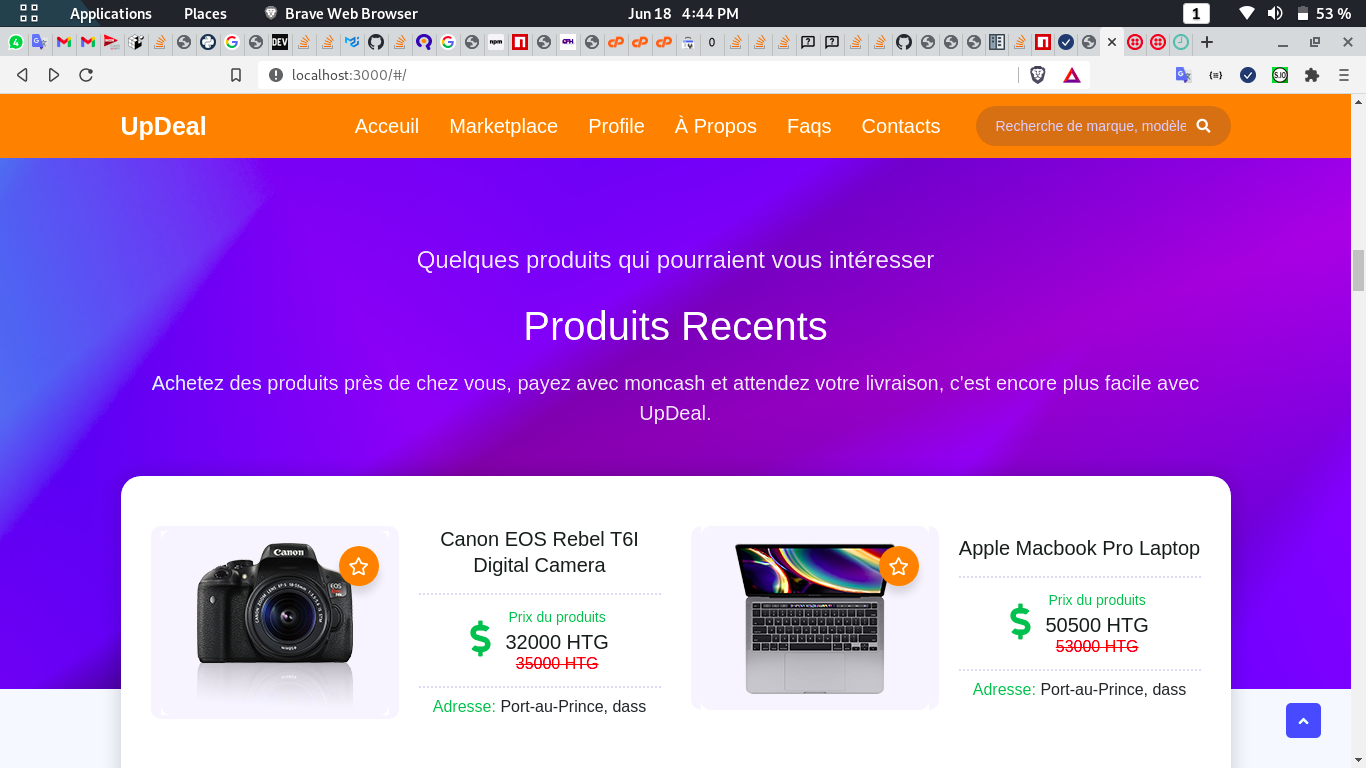 Applications Places Brave Web Browser Jun 18 4:44 PM 1 53 %
localhost:3000/#/
UpDeal Acceuil Marketplace Profile À Propos Faqs Contacts Recherche de marque, modèle
Quelques produits qui pourraient vous intéresser
Produits Recents
Achetez des produits près de chez vous, payez avec moncash et attendez votre livraison, c'est encore plus facile avec
UpDeal.
Canon
Canon EOS Rebel T6I
Digital Camera
Prix du produits
32000 HTG
35000 HTG
Adresse: Port-au-Prince, dass
Apple Macbook Pro Laptop
Prix du produits
50500 HTG
53000 HTG
Adresse: Port-au-Prince, dass